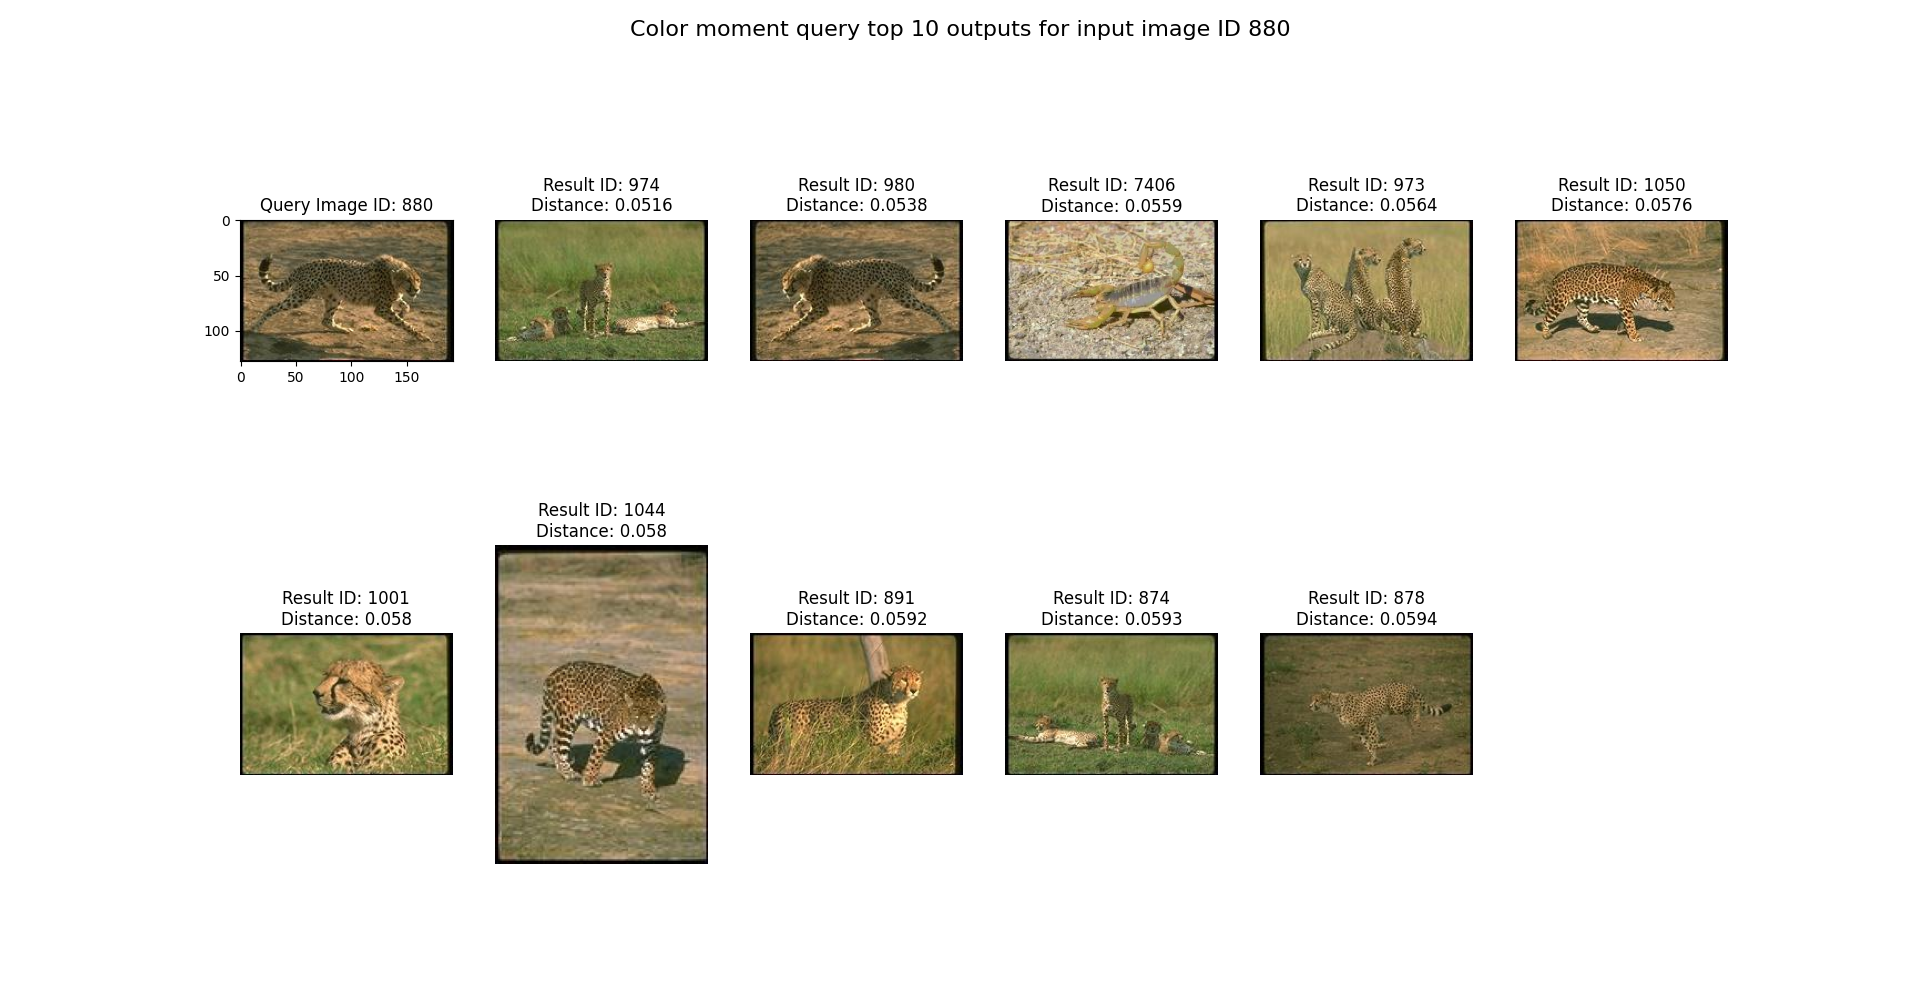 Color moment query top 10 outputs for input image ID 880
Query Image ID: 880
0
50
100
0 50 100 150
Result ID: 974
Distance: 0.0516
Result ID: 980
Distance: 0.0538
Result ID: 7406
Distance: 0.0559
Result ID: 973
Distance: 0.0564
Result ID: 1050
Distance: 0.0576
Result ID: 1001
Distance: 0.058
Result ID: 1044
Distance: 0.058
Result ID: 891
Distance: 0.0592
Result ID: 874
Distance: 0.0593
Result ID: 878
Distance: 0.0594